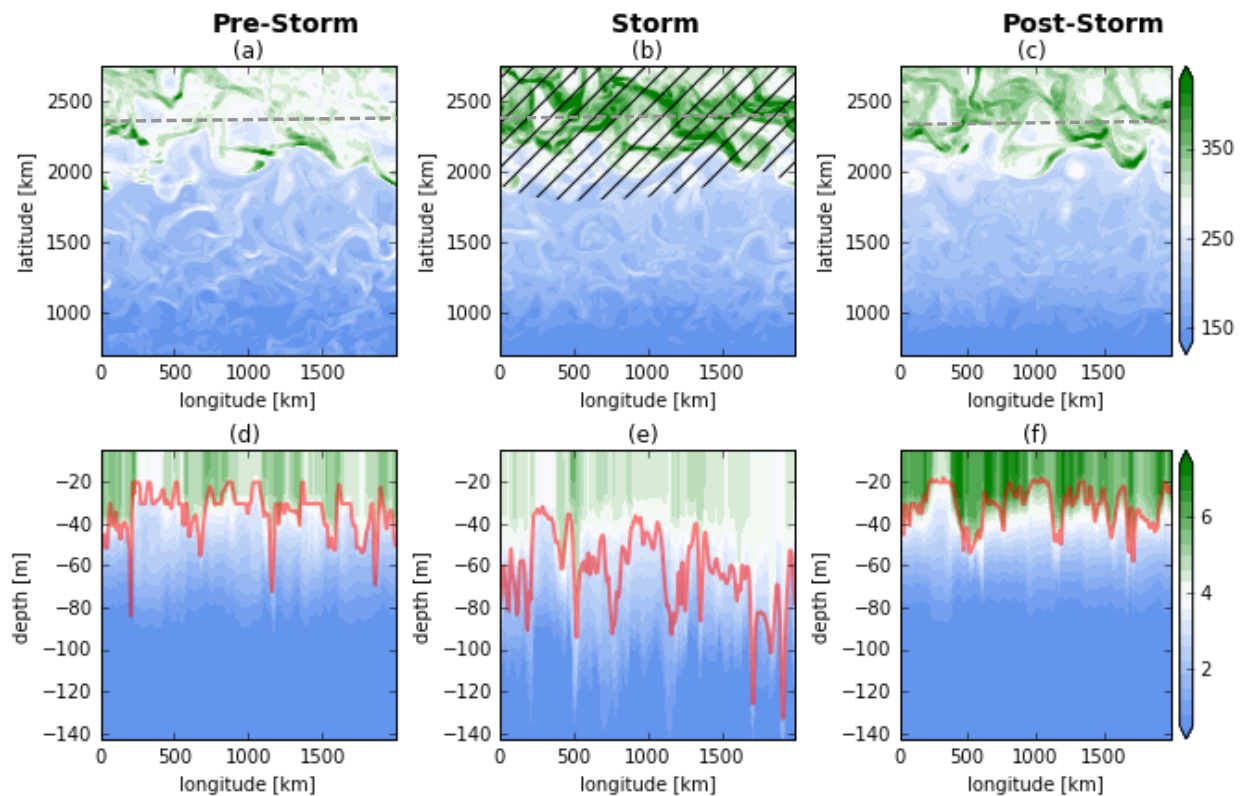 Pre-Storm Storm Post-Storm
(a) (b) (c)
2500 2500 2500
2000 2000 2000
1500 1500 1500
1000 1000 1000
latitude [km] latitude [km] latitude [km]
350
250
150
0 500 1000 1500 0 500 1000 1500 0 500 1000 1500
longitude [km] longitude [km] longitude [km]
(d) (e) (f)
−20 −20 −20
−40 −40 −40
−60 −60 −60
−80 −80 −80
−100 −100 −100
−120 −120 −120
−140 −140 −140
depth [m] depth [m] depth [m]
6
4
2
0 500 1000 1500 0 500 1000 1500 0 500 1000 1500
longitude [km] longitude [km] longitude [km]